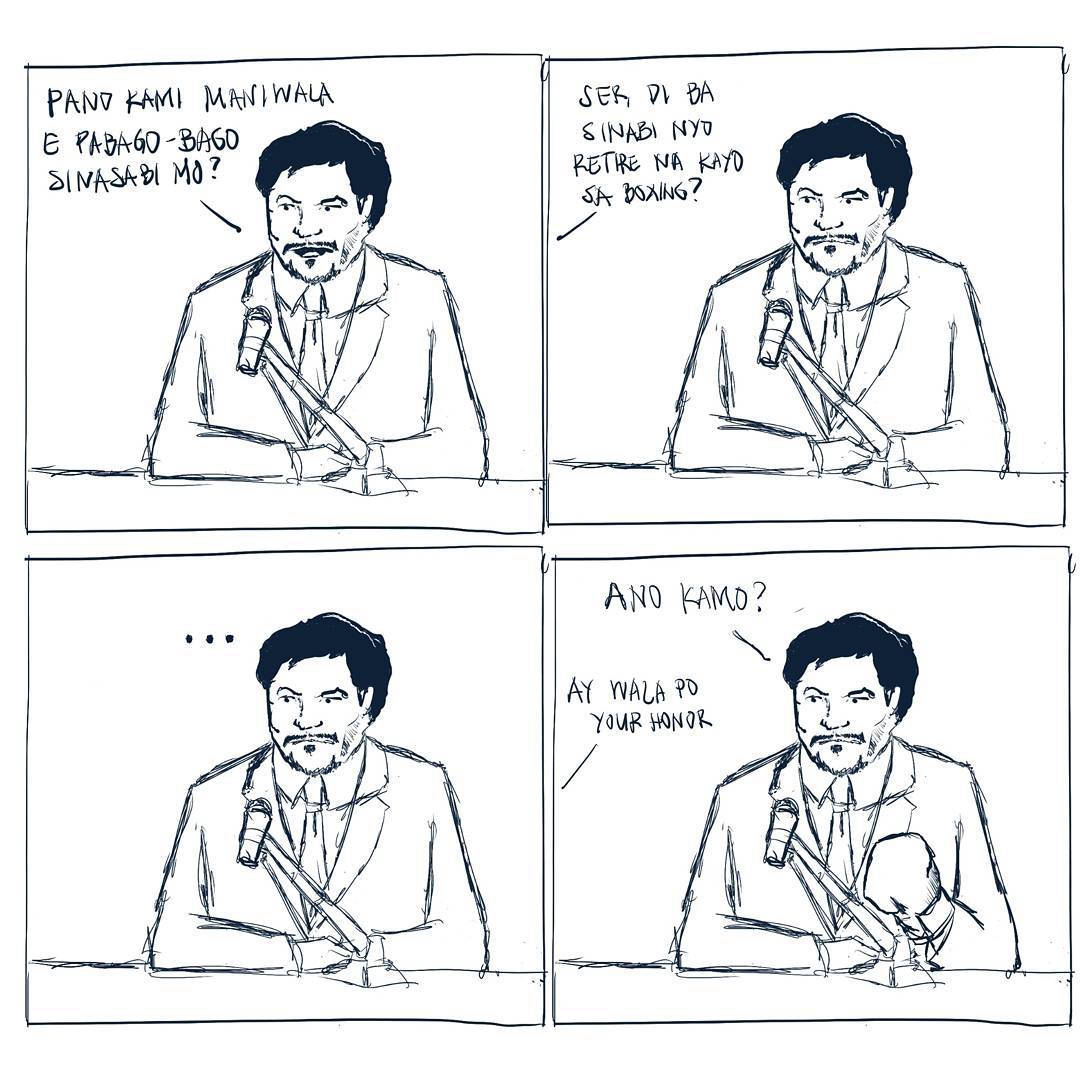 PANO KAMI MANIWALA
E PABAGO-BAGO
SINASABI MO?
SER, DI BA
SINABI NYO
RETIRE NA KAYO
SA BOXING?
...
ANO KAMO?
AY WALA PO
YOUR HONOR